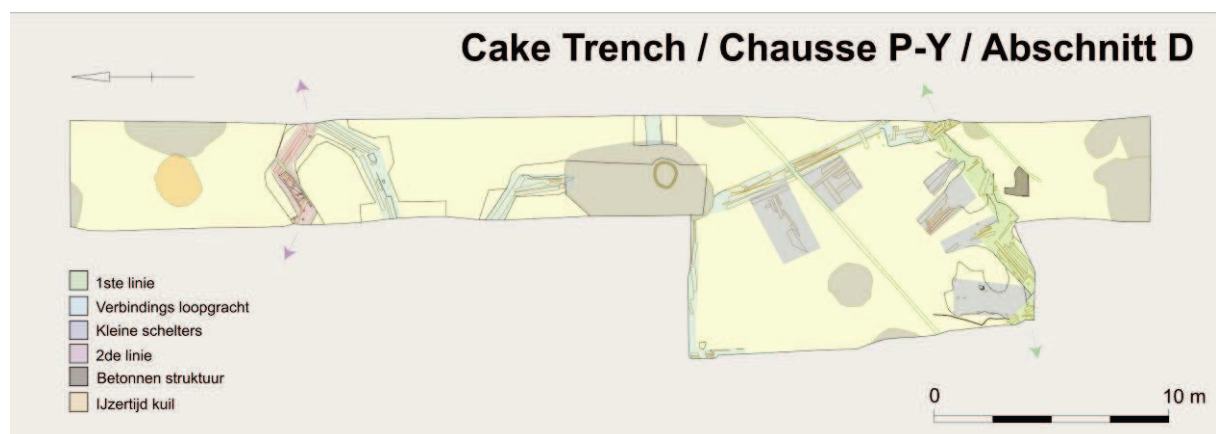 Cake Trench / Chausse P-Y / Abschnitt D
1ste linie
Verbindings loopgracht
Kleine schelters
2de linie
Betonnen struktuur
IJzertijd kuil
0 10 m